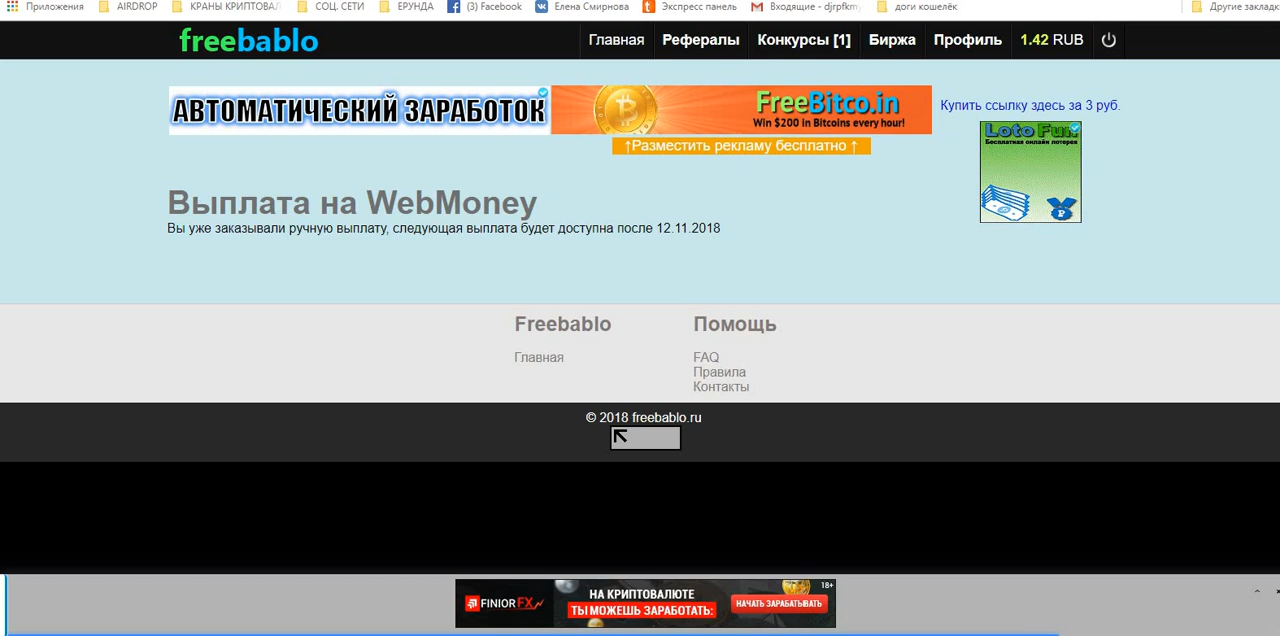 Приложения AIRDROP КРАНЫ КРИПТОВАЛ СОЦ. СЕТИ ЕРУНДА (3) Facebook Елена Смирнова Экспресс панель Входящие - djrpfkm доги кошелёк Другие закладк
freebablo Главная Рефералы Конкурсы [1] Биржа Профиль 1.42 RUB
АВТОМАТИЧЕСКИЙ ЗАРАБОТОК
FreeBitco.in
Win $200 in Bitcoins every hour!
Купить ссылку здесь за 3 руб.
Loto Fun
Бесплатная онлайн лотерея
↑Разместить рекламу бесплатно ↑
Выплата на WebMoney
Вы уже заказывали ручную выплату, следующая выплата будет доступна после 12.11.2018
Freebablo
Главная
Помощь
FAQ
Правила
Контакты
© 2018 freebablo.ru
FINIORFX
НА КРИПТОВАЛЮТЕ
ТЫ МОЖЕШЬ ЗАРАБОТАТЬ:
НАЧАТЬ ЗАРАБАТЫВАТЬ
18+